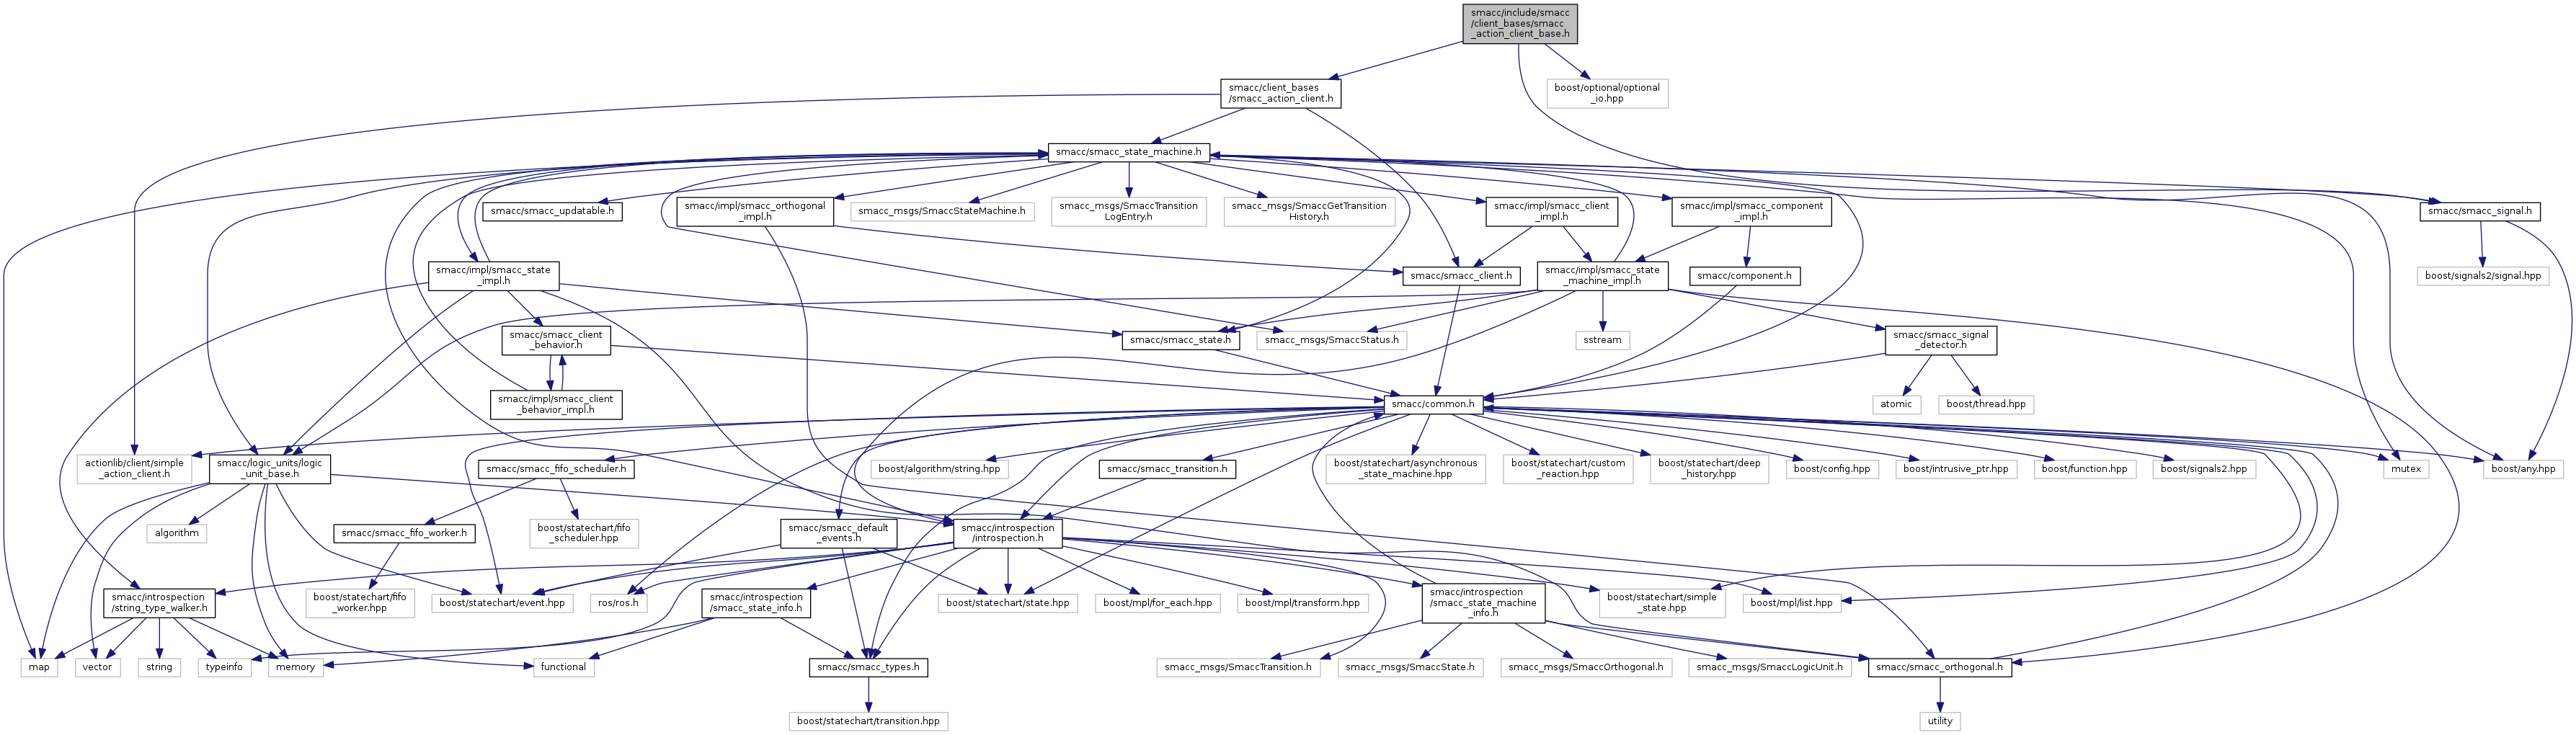 smacc/include/smacc
/client_bases/smacc
_action_client_base.h
smacc/client_bases
/smacc_action_client.h
boost/optional/optional
_io.hpp
smacc/smacc_state_machine.h
smacc/smacc_updatable.h
smacc/impl/smacc_orthogonal
_impl.h
smacc_msgs/SmaccStateMachine.h
smacc_msgs/SmaccTransition
LogEntry.h
smacc_msgs/SmaccGetTransition
History.h
smacc/impl/smacc_client
_impl.h
smacc/impl/smacc_component
_impl.h
smacc/smacc_signal.h
smacc/impl/smacc_state
_impl.h
smacc/smacc_client.h
smacc/impl/smacc_state
_machine_impl.h
smacc/component.h
boost/signals2/signal.hpp
smacc/smacc_client
_behavior.h
smacc/smacc_state.h
smacc_msgs/SmaccStatus.h
sstream
smacc/smacc_signal
_detector.h
smacc/impl/smacc_client
_behavior_impl.h
smacc/common.h
atomic
boost/thread.hpp
actionlib/client/simple
_action_client.h
smacc/logic_units/logic
_unit_base.h
smacc/smacc_fifo_scheduler.h
boost/algorithm/string.hpp
smacc/smacc_transition.h
boost/statechart/asynchronous
_state_machine.hpp
boost/statechart/custom
_reaction.hpp
boost/statechart/deep
_history.hpp
boost/config.hpp
boost/intrusive_ptr.hpp
boost/function.hpp
boost/signals2.hpp
mutex
boost/any.hpp
algorithm
smacc/smacc_fifo_worker.h
boost/statechart/fifo
_scheduler.hpp
smacc/smacc_default
_events.h
smacc/introspection
/introspection.h
smacc/introspection
/string_type_walker.h
boost/statechart/fifo
_worker.hpp
boost/statechart/event.hpp
ros/ros.h
smacc/introspection
/smacc_state_info.h
boost/statechart/state.hpp
boost/mpl/for_each.hpp
boost/mpl/transform.hpp
smacc/introspection
/smacc_state_machine
_info.h
boost/statechart/simple
_state.hpp
boost/mpl/list.hpp
map
vector
string
typeinfo
memory
functional
smacc/smacc_types.h
smacc_msgs/SmaccTransition.h
smacc_msgs/SmaccState.h
smacc_msgs/SmaccOrthogonal.h
smacc_msgs/SmaccLogicUnit.h
smacc/smacc_orthogonal.h
boost/statechart/transition.hpp
utility